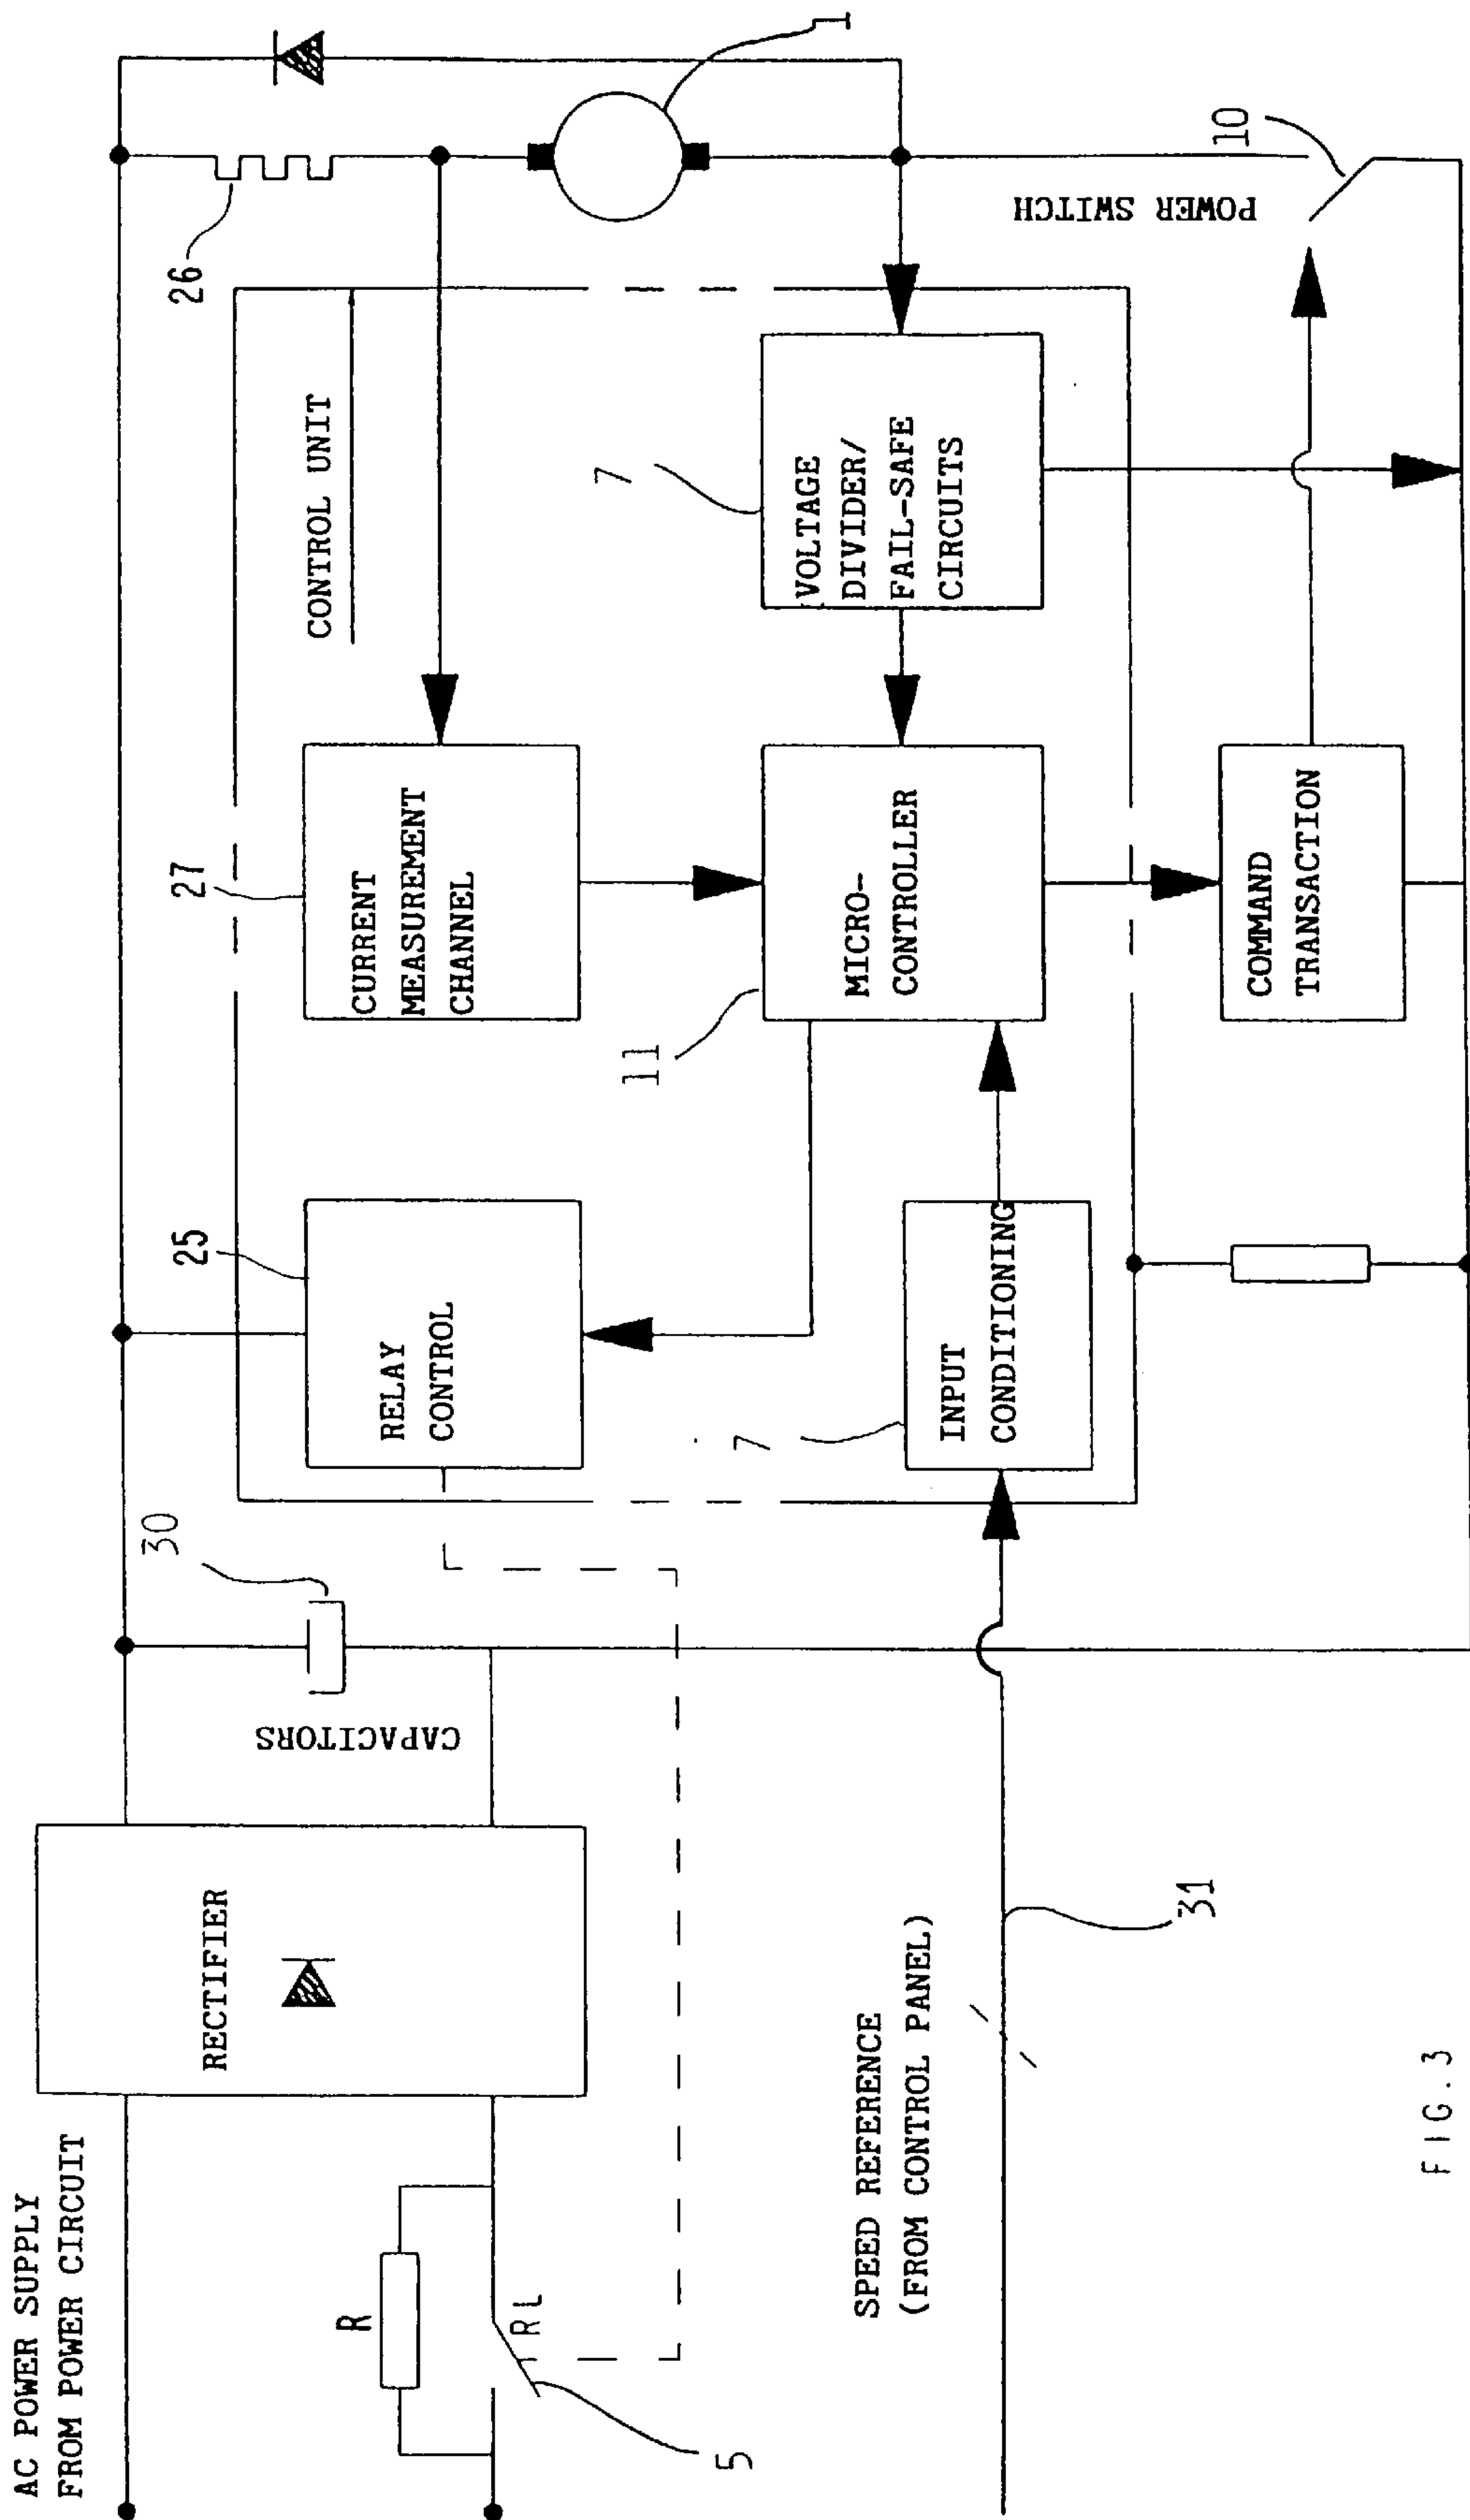 AC POWER SUPPLY
FROM POWER CIRCUIT
R
RL
5
RECTIFIER
CAPACITORS
30
SPEED REFERENCE
(FROM CONTROL PANEL)
31
25
RELAY
CONTROL
7
INPUT
CONDITIONING
27
CURRENT
MEASUREMENT
CHANNEL
11
MICRO-
CONTROLLER
COMMAND
TRANSACTION
CONTROL UNIT
7
VOLTAGE
DIVIDER/
FAIL-SAFE
CIRCUITS
26
1
POWER SWITCH
10
FIG.3